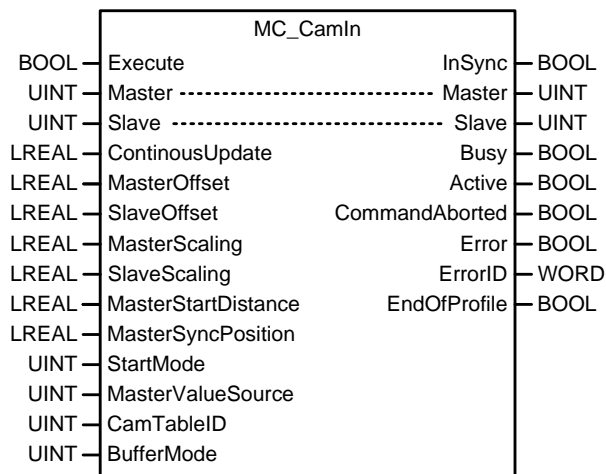 MC_CamIn
BOOL Execute InSync BOOL
UINT Master Master UINT
UINT Slave Slave UINT
LREAL ContinousUpdate Busy BOOL
LREAL MasterOffset Active BOOL
LREAL SlaveOffset CommandAborted BOOL
LREAL MasterScaling Error BOOL
LREAL SlaveScaling ErrorID WORD
LREAL MasterStartDistance EndOfProfile BOOL
LREAL MasterSyncPosition
UINT StartMode
UINT MasterValueSource
UINT CamTableID
UINT BufferMode